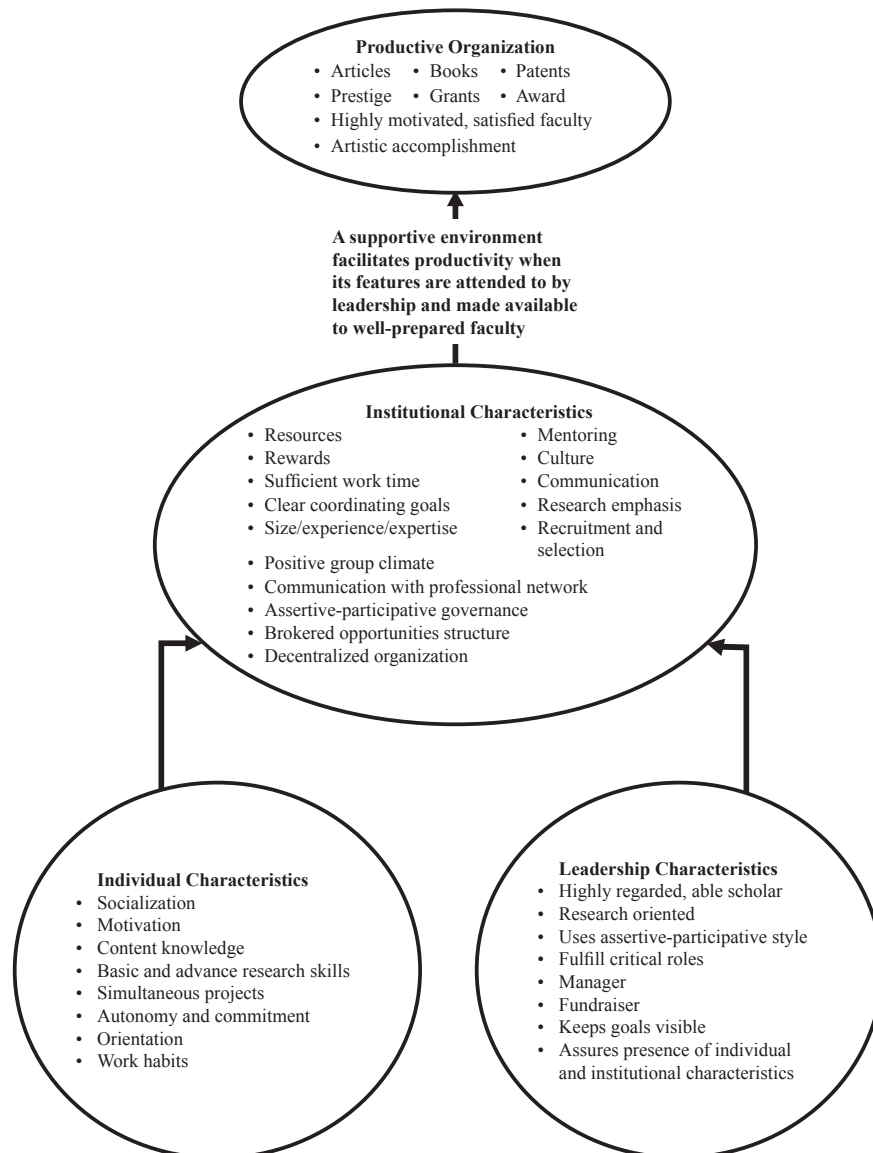 Productive Organization
• Articles • Books • Patents
• Prestige • Grants • Award
• Highly motivated, satisfied faculty
• Artistic accomplishment
A supportive environment
facilitates productivity when
its features are attended to by
leadership and made available
to well-prepared faculty
Institutional Characteristics
• Resources
• Rewards
• Sufficient work time
• Clear coordinating goals
• Size/experience/expertise
• Mentoring
• Culture
• Communication
• Research emphasis
• Recruitment and
selection
• Positive group climate
• Communication with professional network
• Assertive-participative governance
• Brokered opportunities structure
• Decentralized organization
Individual Characteristics
• Socialization
• Motivation
• Content knowledge
• Basic and advance research skills
• Simultaneous projects
• Autonomy and commitment
• Orientation
• Work habits
Leadership Characteristics
• Highly regarded, able scholar
• Research oriented
• Uses assertive-participative style
• Fulfill critical roles
• Manager
• Fundraiser
• Keeps goals visible
• Assures presence of individual
and institutional characteristics